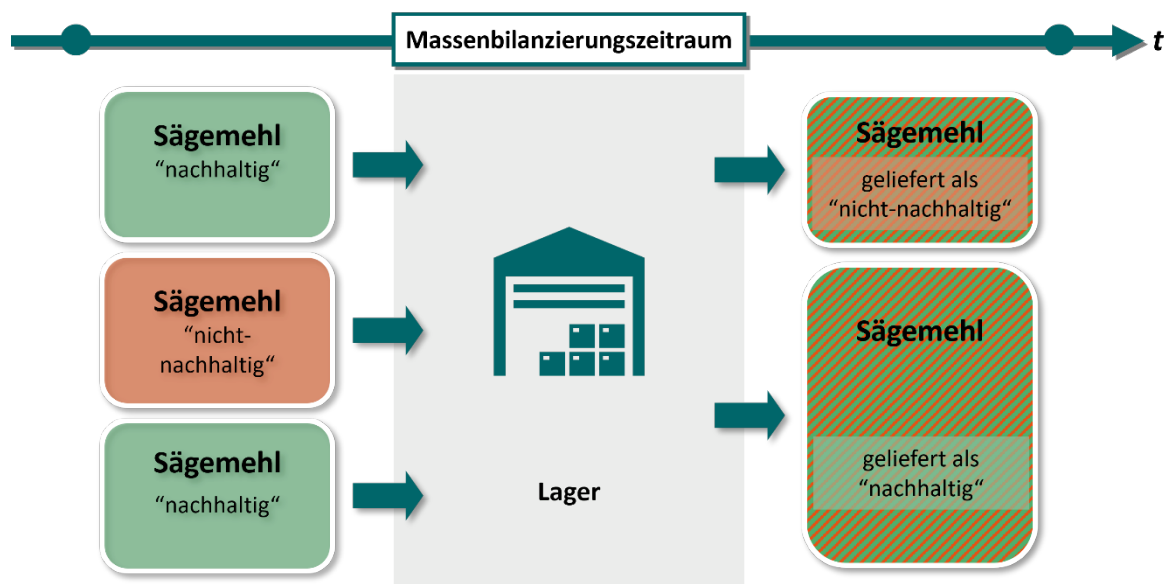 Massenbilanzierungszeitraum
t
Sägemehl
“nachhaltig“
Sägemehl
“nicht-
nachhaltig“
Sägemehl
“nachhaltig“
Lager
Sägemehl
geliefert als
“nicht-nachhaltig“
Sägemehl
geliefert als
“nachhaltig“